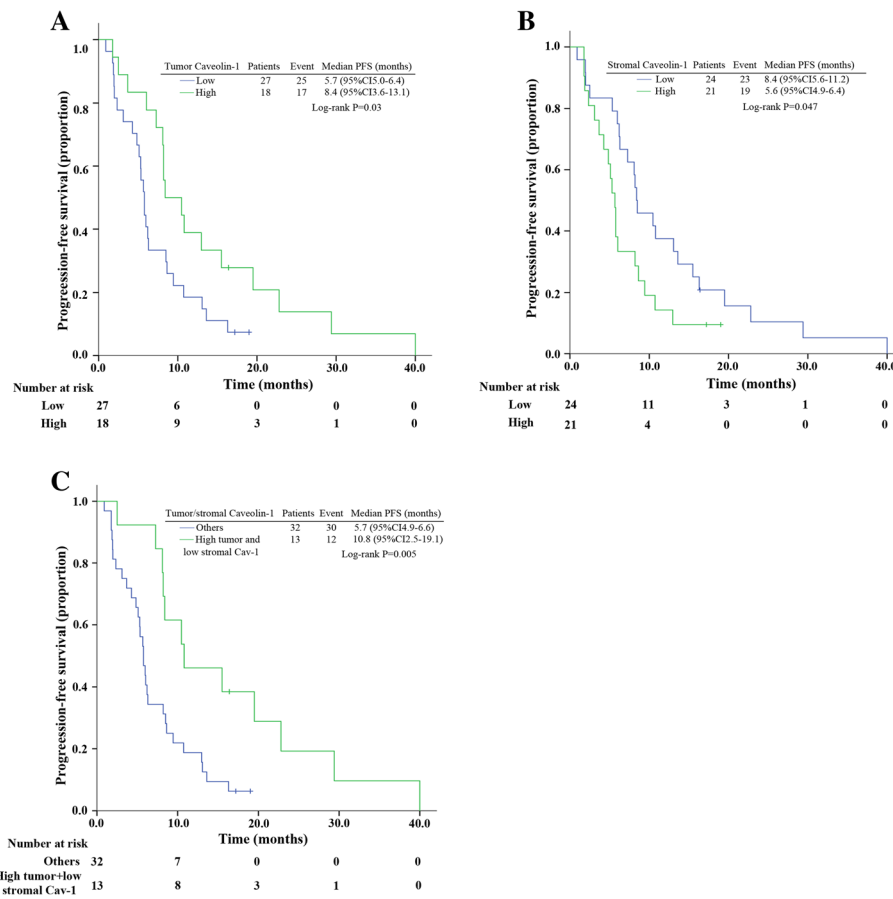 A
Progreession-free survival (proportion)
1.0
0.8
0.6
0.4
0.2
0.0
Tumor Caveolin-1 Patients Event Median PFS (months)
Low 27 25 5.7 (95%CI5.0-6.4)
High 18 17 8.4 (95%CI3.6-13.1)
Log-rank P=0.03
0.0 10.0 20.0 30.0 40.0
Time (months)
Number at risk
Low 27 6 0 0 0
High 18 9 3 1 0
B
Progreession-free survival (proportion)
1.0
0.8
0.6
0.4
0.2
0.0
Stromal Caveolin-1 Patients Event Median PFS (months)
Low 24 23 8.4 (95%CI5.6-11.2)
High 21 19 5.6 (95%CI4.9-6.4)
Log-rank P=0.047
0.0 10.0 20.0 30.0 40.0
Time (months)
Number at risk
Low 24 11 3 1 0
High 21 4 0 0 0
C
Progreession-free survival (proportion)
1.0
0.8
0.6
0.4
0.2
0.0
Tumor/stromal Caveolin-1 Patients Event Median PFS (months)
Others 32 30 5.7 (95%CI4.9-6.6)
High tumor and 13 12 10.8 (95%CI2.5-19.1)
low stromal Cav-1
Log-rank P=0.005
0.0 10.0 20.0 30.0 40.0
Time (months)
Number at risk
Others 32 7 0 0 0
High tumor+low
stromal Cav-1 13 8 3 1 0